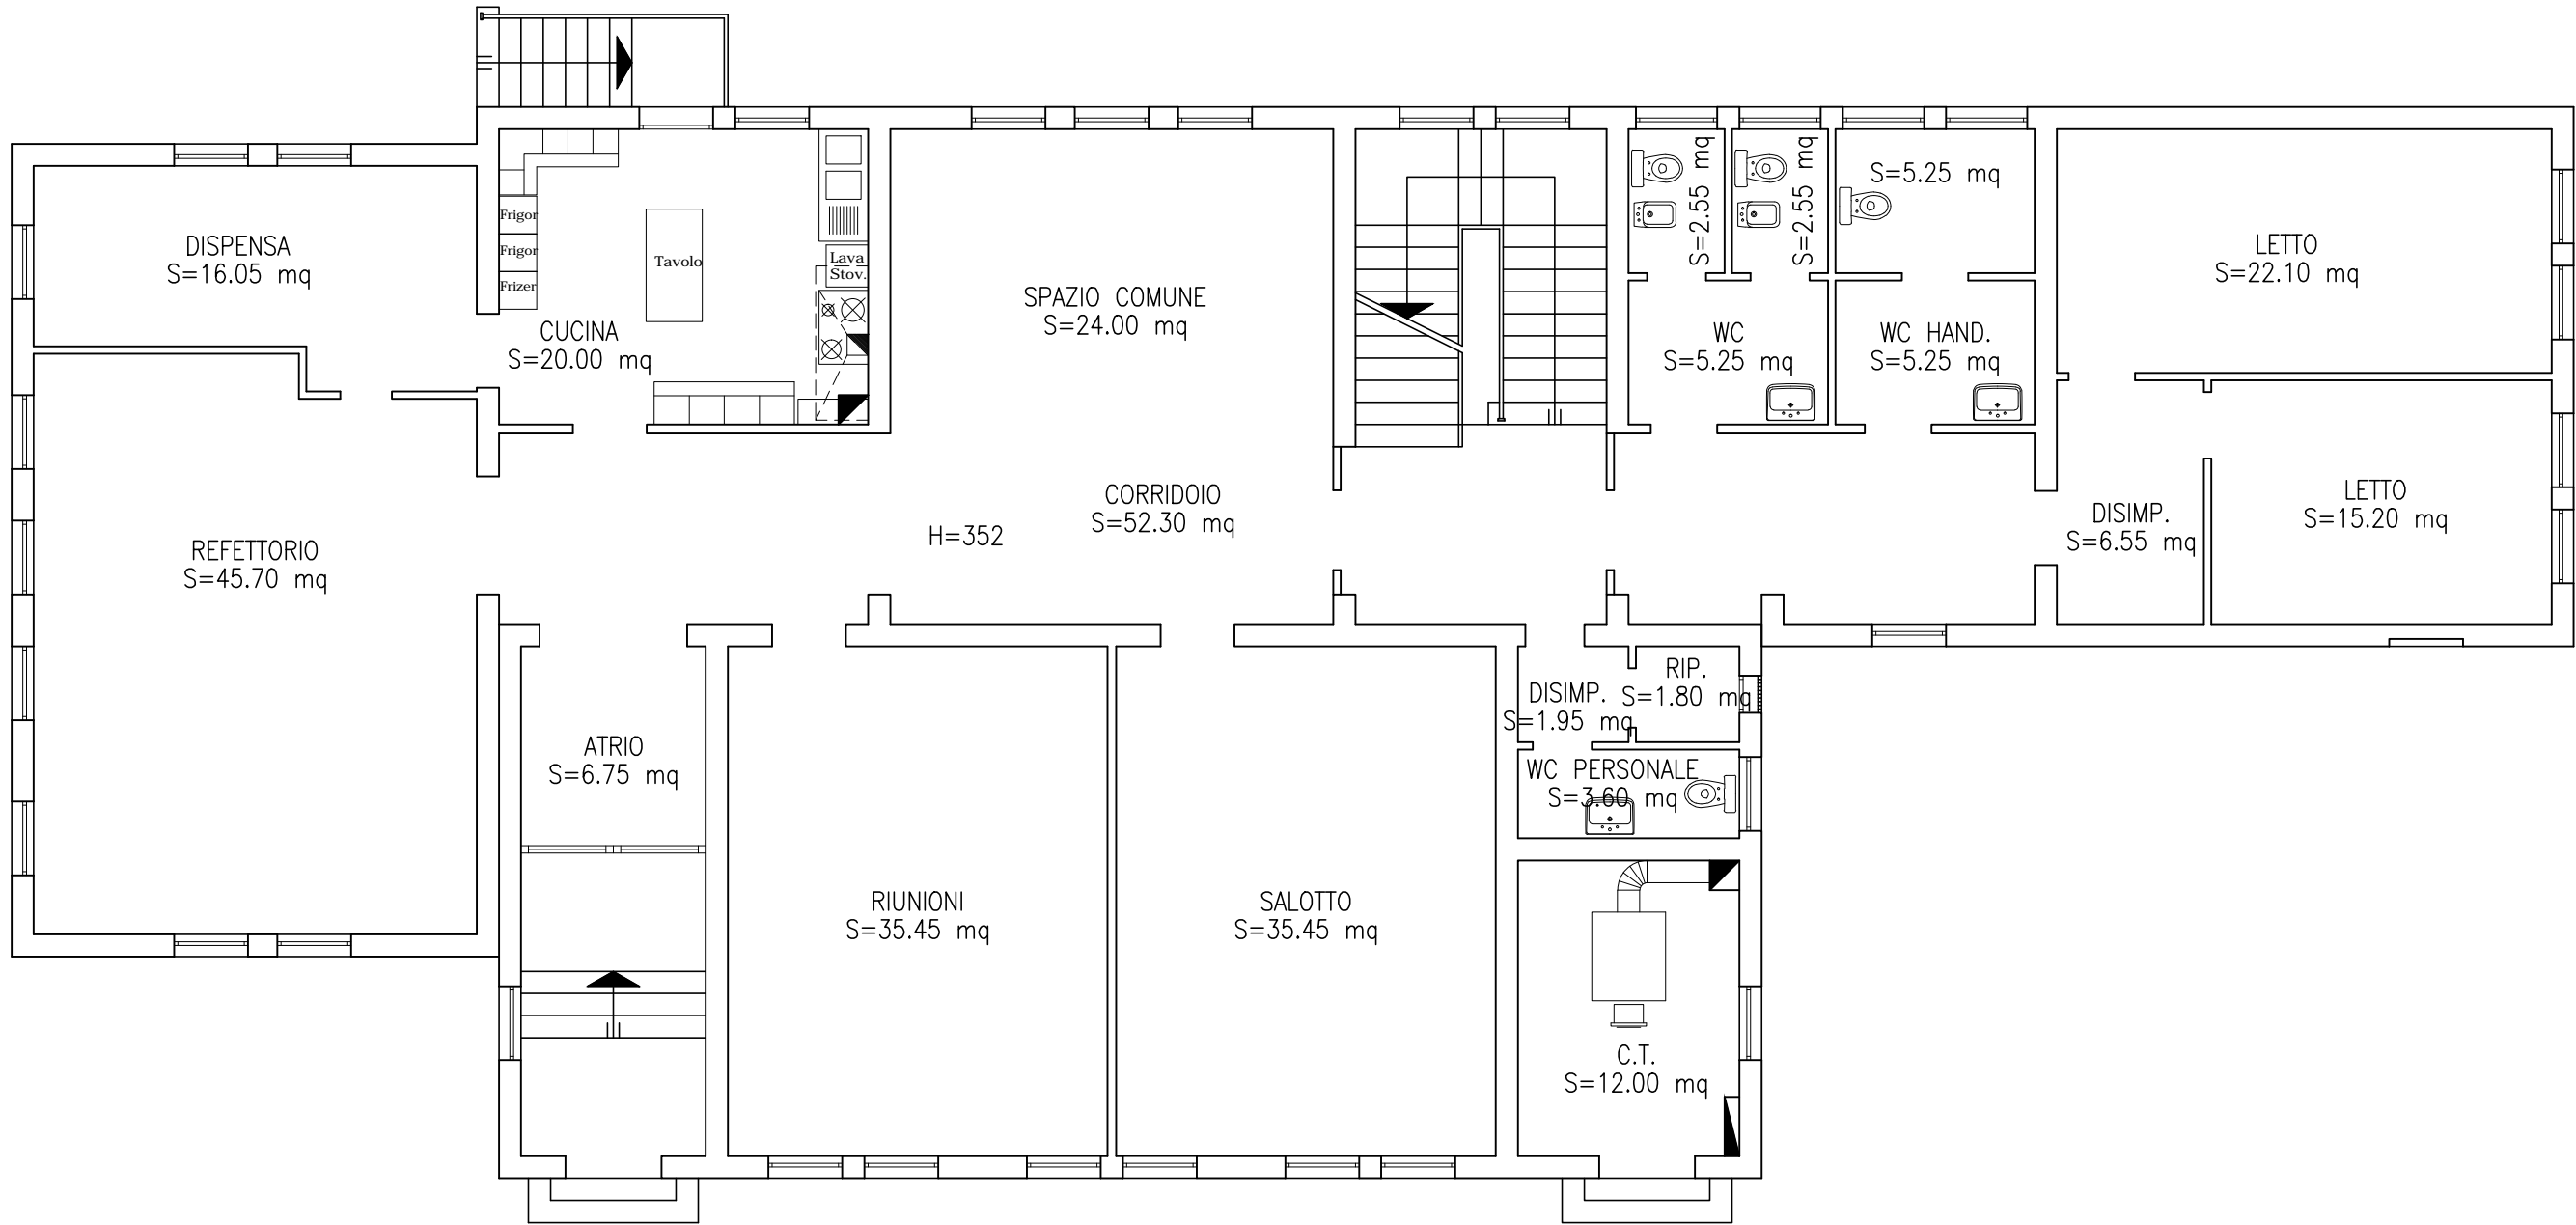 DISPENSA
S=16.05 mq
Frigor
Frigor
Frizer
Tavolo
Lava
Stov.
CUCINA
S=20.00 mq
SPAZIO COMUNE
S=24.00 mq
S=2.55 mq
S=2.55 mq
S=5.25 mq
WC
S=5.25 mq
WC HAND.
S=5.25 mq
LETTO
S=22.10 mq
LETTO
S=15.20 mq
DISIMP.
S=6.55 mq
CORRIDOIO
S=52.30 mq
H=352
REFETTORIO
S=45.70 mq
ATRIO
S=6.75 mq
RIUNIONI
S=35.45 mq
SALOTTO
S=35.45 mq
DISIMP.
S=1.95 mq
RIP.
S=1.80 mq
WC PERSONALE
S=3.60 mq
C.T.
S=12.00 mq